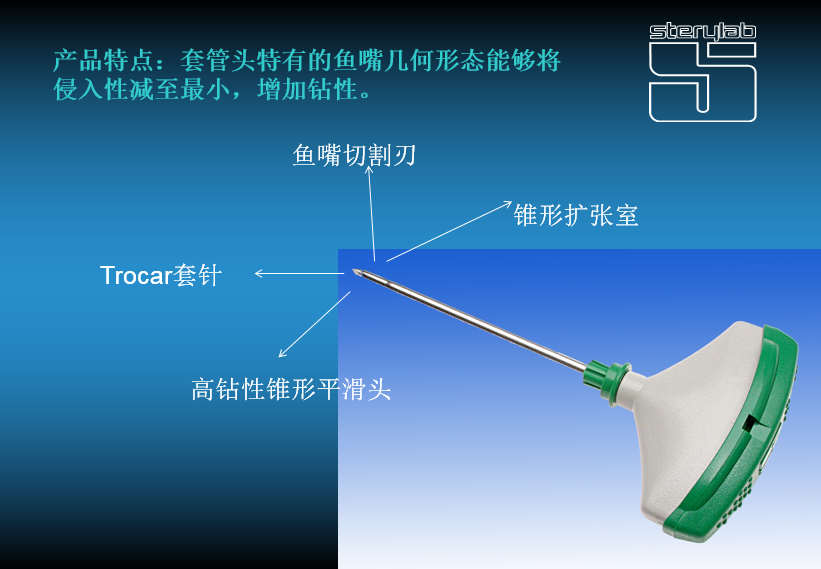 sterylab
产品特点：套管头特有的鱼嘴几何形态能够将
侵入性减至最小，增加钻性。
鱼嘴切割刃
锥形扩张室
Trocar套针
高钻性锥形平滑头